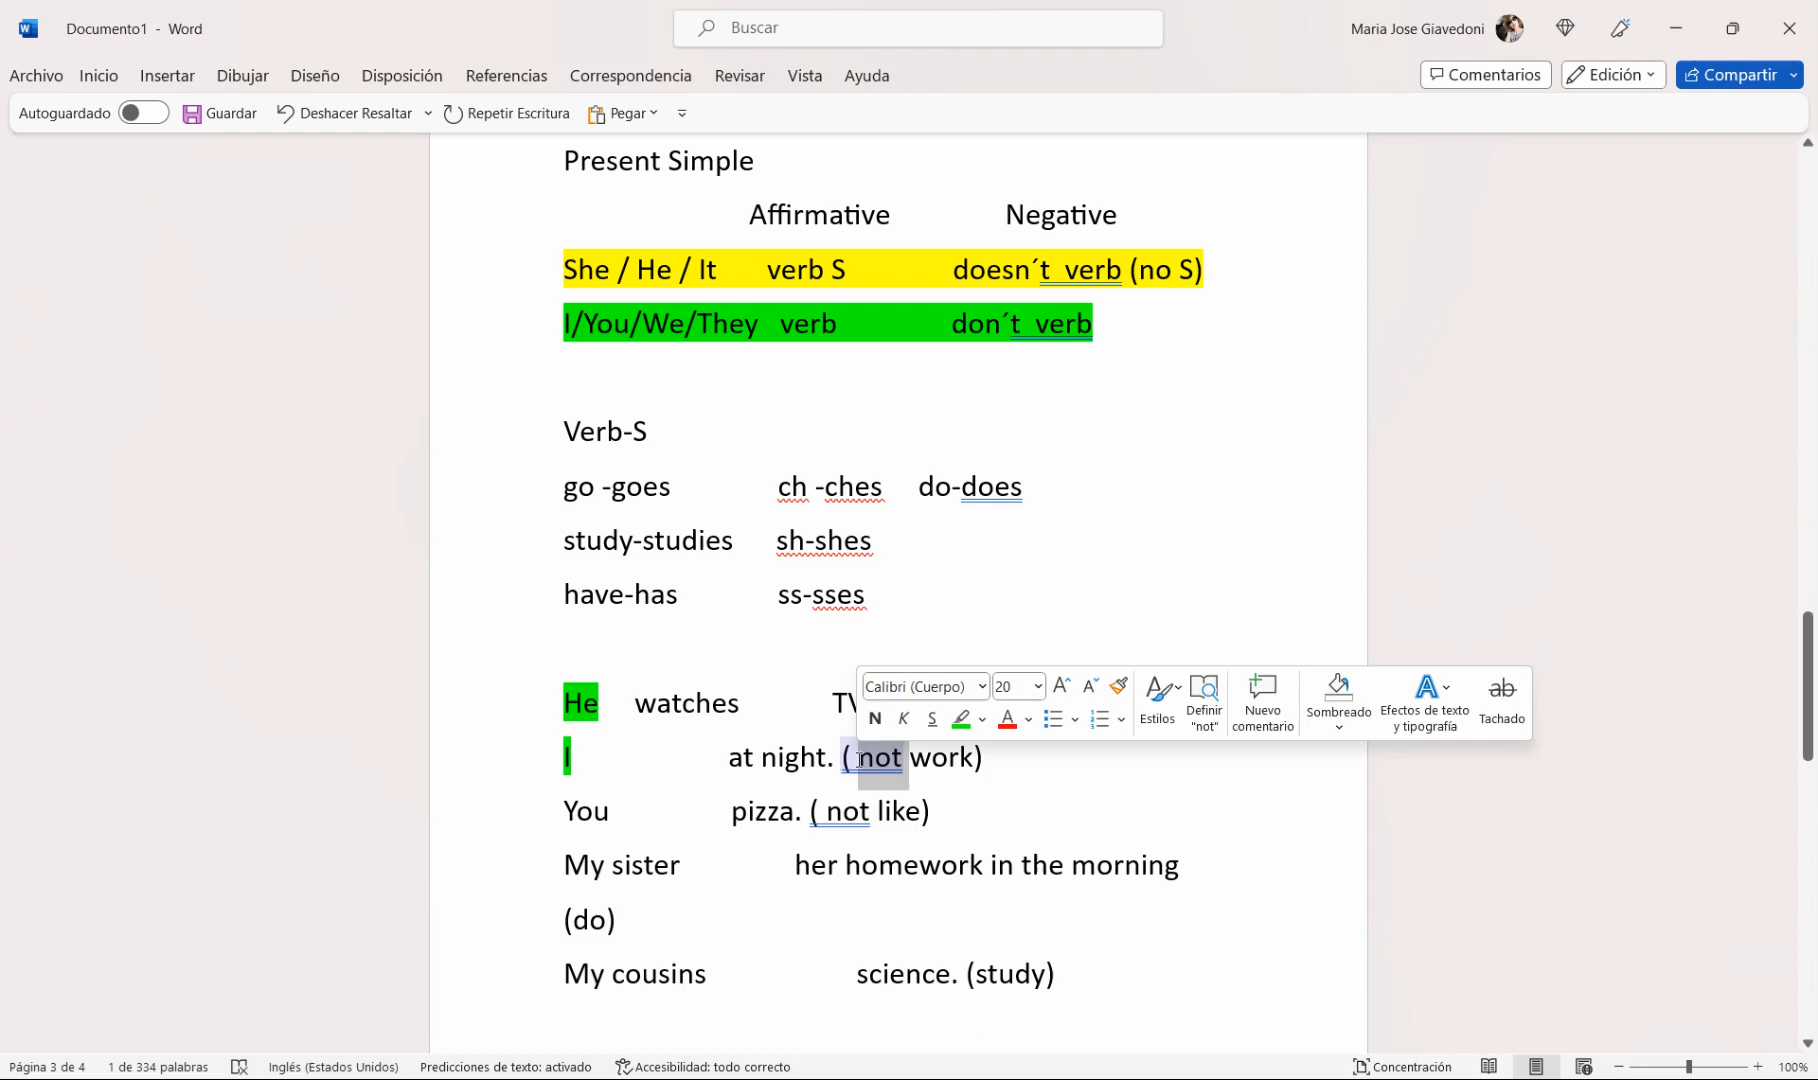 Documento1 - Word
Buscar
Maria Jose Giavedoni
Archivo Inicio Insertar Dibujar Diseño Disposición Referencias Correspondencia Revisar Vista Ayuda
Comentarios Edición Compartir
Autoguardado Guardar Deshacer Resaltar Repetir Escritura Pegar
Present Simple
Affirmative Negative
She / He / It verb S doesn´t verb (no S)
I/You/We/They verb don´t verb
Verb-S
go -goes ch -ches do-does
study-studies sh-shes
have-has ss-sses
Calibri (Cuerpo) 20
N K S
Estilos
Definir "not"
Nuevo comentario
Sombreado
Efectos de texto y tipografía
Tachado
He watches TV
I at night. ( not work)
You pizza. ( not like)
My sister her homework in the morning
(do)
My cousins science. (study)
Página 3 de 4 1 de 334 palabras Inglés (Estados Unidos) Predicciones de texto: activado Accesibilidad: todo correcto Concentración 100%